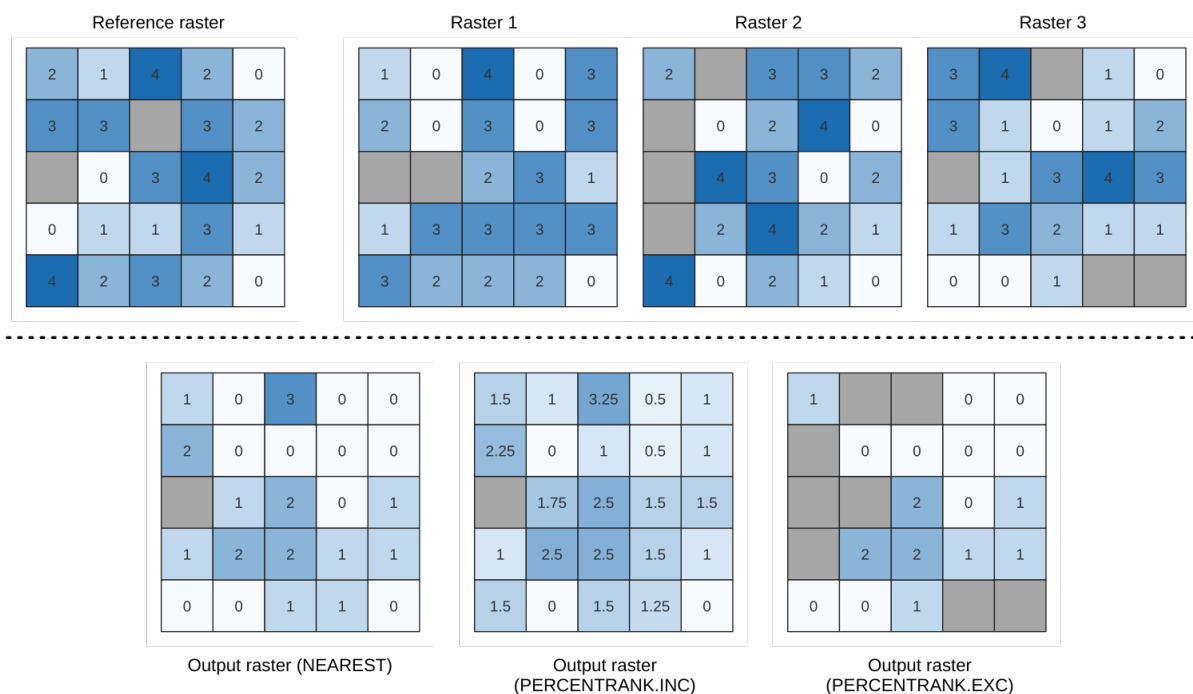 Reference raster Raster 1 Raster 2 Raster 3
2 1 4 2 0 1 0 4 0 3 2 3 3 2 3 4 1 0
3 3 3 2 2 0 3 0 3 0 2 4 0 3 1 0 1 2
0 3 4 2 2 3 1 4 3 0 2 1 3 4 3
0 1 1 3 1 1 3 3 3 3 2 4 2 1 1 3 2 1 1
4 2 3 2 0 3 2 2 2 0 4 0 2 1 0 0 0 1
1 0 3 0 0 1.5 1 3.25 0.5 1 1 0 0
2 0 0 0 0 2.25 0 1 0.5 1 0 0 0 0
1 2 0 1 1.75 2.5 1.5 1.5 2 0 1
1 2 2 1 1 1 2.5 2.5 1.5 1 2 2 1 1
0 0 1 1 0 1.5 0 1.5 1.25 0 0 0 1
Output raster (NEAREST) Output raster Output raster
(PERCENTRANK.INC) (PERCENTRANK.EXC)